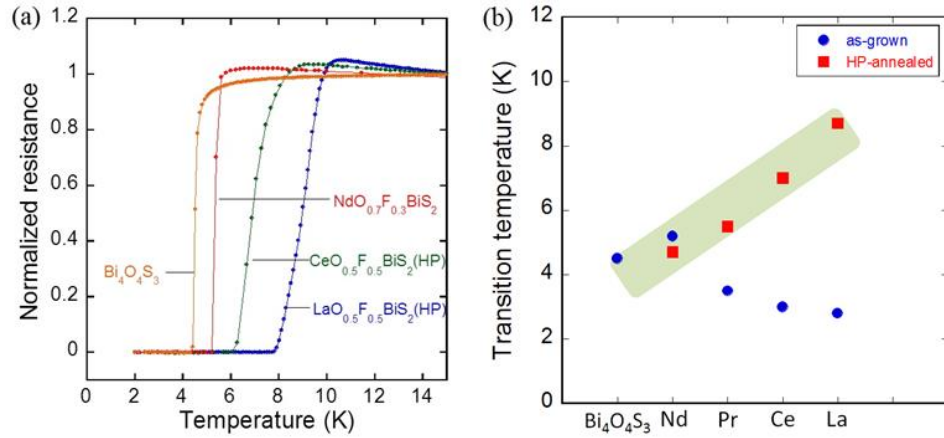 (a)
1.2
1
0.8
0.6
0.4
0.2
0
Normalized resistance
Bi₄O₄S₃
NdO₀.₇F₀.₃BiS₂
CeO₀.₅F₀.₅BiS₂(HP)
LaO₀.₅F₀.₅BiS₂(HP)
0 2 4 6 8 10 12 14
Temperature (K)
(b)
12
10
8
6
4
2
0
Transition temperature (K)
as-grown
HP-annealed
Bi₄O₄S₃ Nd Pr Ce La